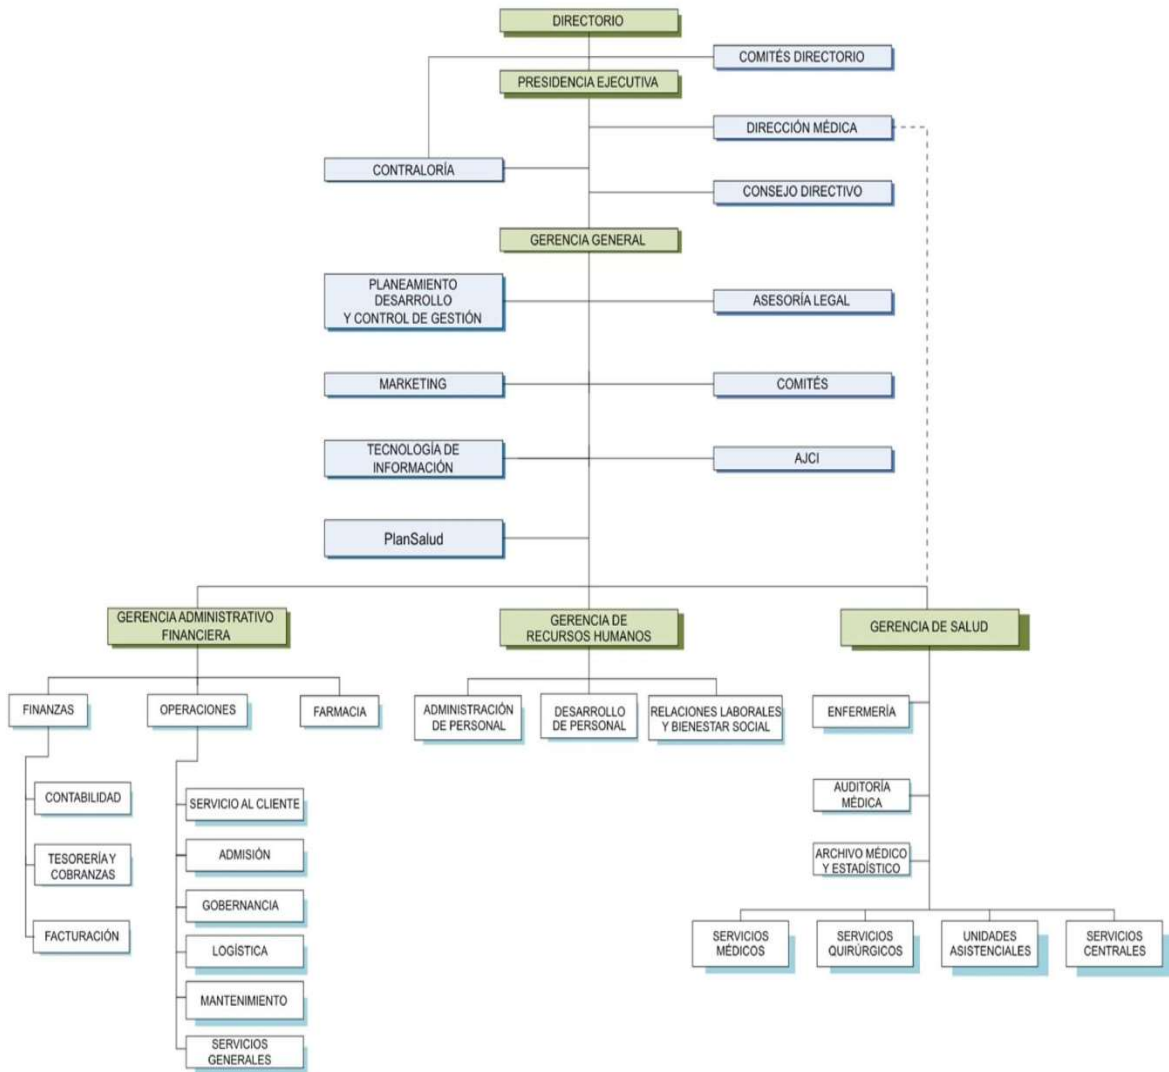 DIRECTORIO
COMITÉS DIRECTORIO
PRESIDENCIA EJECUTIVA
DIRECCIÓN MÉDICA
CONTRALORÍA
CONSEJO DIRECTIVO
GERENCIA GENERAL
PLANEAMIENTO
DESARROLLO
Y CONTROL DE GESTIÓN
ASESORÍA LEGAL
MARKETING
COMITÉS
TECNOLOGÍA DE
INFORMACIÓN
AJCI
PlanSalud
GERENCIA ADMINISTRATIVO
FINANCIERA
GERENCIA DE
RECURSOS HUMANOS
GERENCIA DE SALUD
FINANZAS
OPERACIONES
FARMACIA
ADMINISTRACIÓN
DE PERSONAL
DESARROLLO
DE PERSONAL
RELACIONES LABORALES
Y BIENESTAR SOCIAL
ENFERMERÍA
CONTABILIDAD
TESORERÍA Y
COBRANZAS
FACTURACIÓN
SERVICIO AL CLIENTE
ADMISIÓN
GOBERNANCIA
LOGÍSTICA
MANTENIMIENTO
SERVICIOS
GENERALES
AUDITORÍA
MÉDICA
ARCHIVO MÉDICO
Y ESTADÍSTICO
SERVICIOS
MÉDICOS
SERVICIOS
QUIRÚRGICOS
UNIDADES
ASISTENCIALES
SERVICIOS
CENTRALES